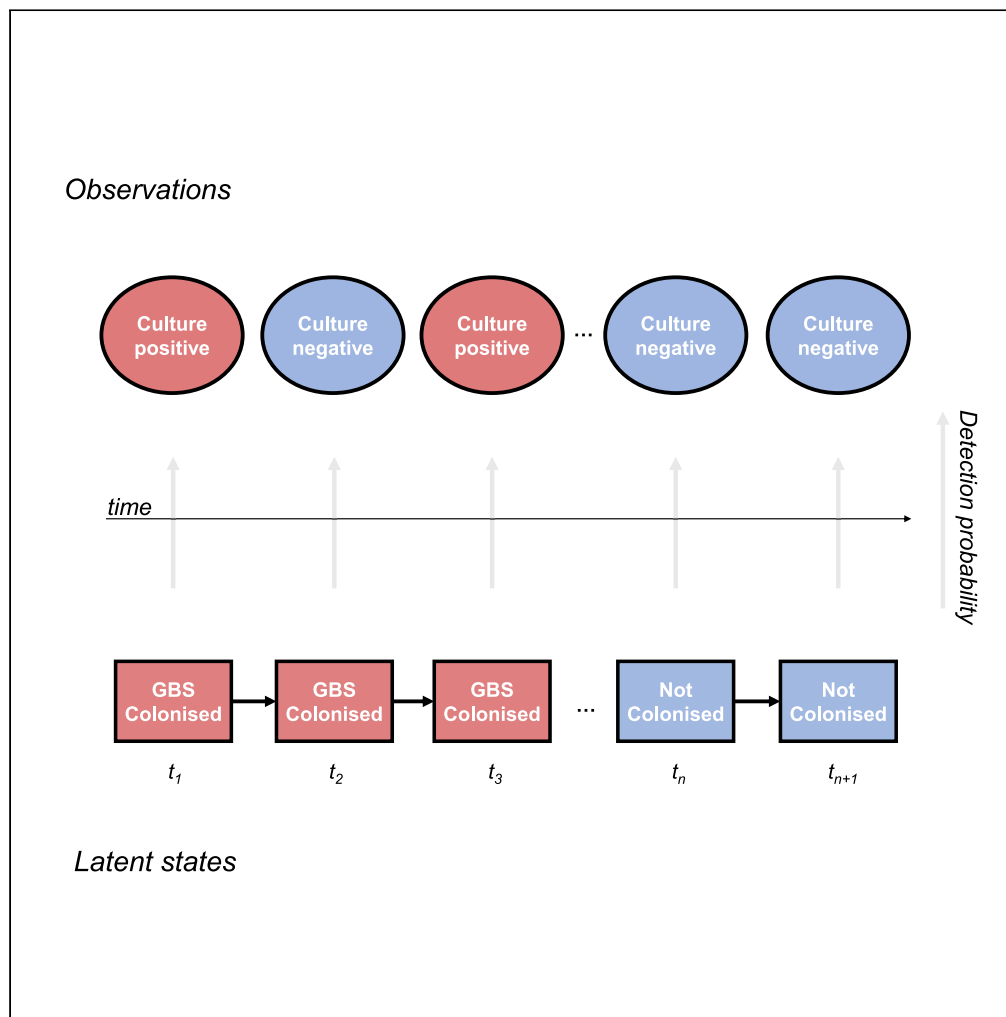 Observations
Culture
positive
Culture
negative
Culture
positive
...
Culture
negative
Culture
negative
Detection probability
time
GBS
Colonised
GBS
Colonised
GBS
Colonised
...
Not
Colonised
Not
Colonised
t1
t2
t3
tn
tn+1
Latent states